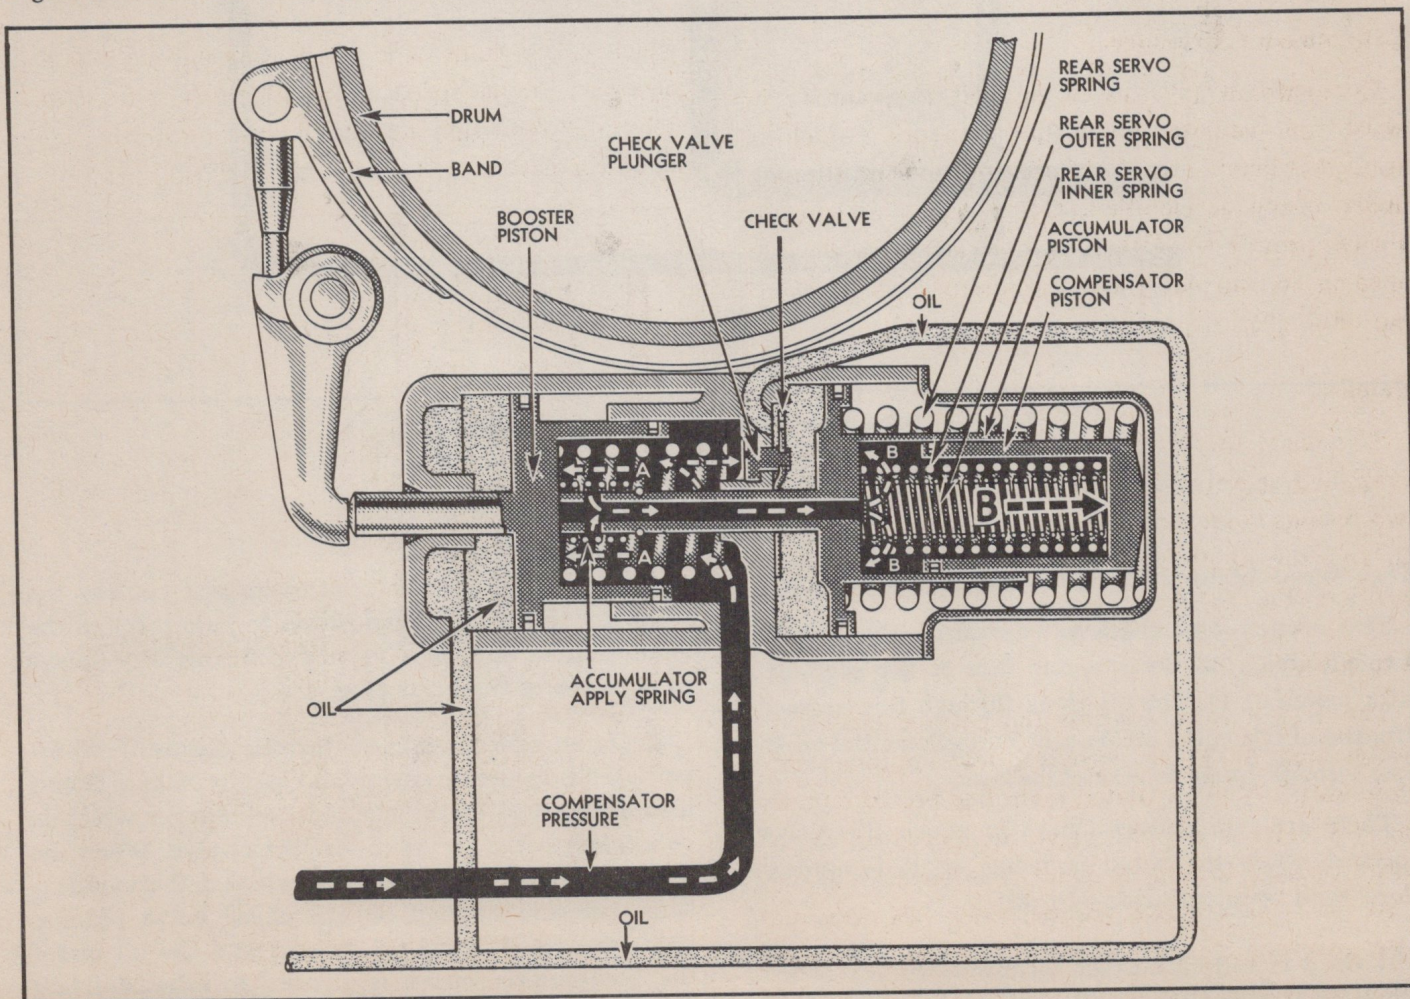 DRUM
BAND
CHECK VALVE
PLUNGER
BOOSTER
PISTON
CHECK VALVE
REAR SERVO
SPRING
REAR SERVO
OUTER SPRING
REAR SERVO
INNER SPRING
ACCUMULATOR
PISTON
COMPENSATOR
PISTON
OIL
A
A
B
B
B
ACCUMULATOR
APPLY SPRING
OIL
COMPENSATOR
PRESSURE
OIL